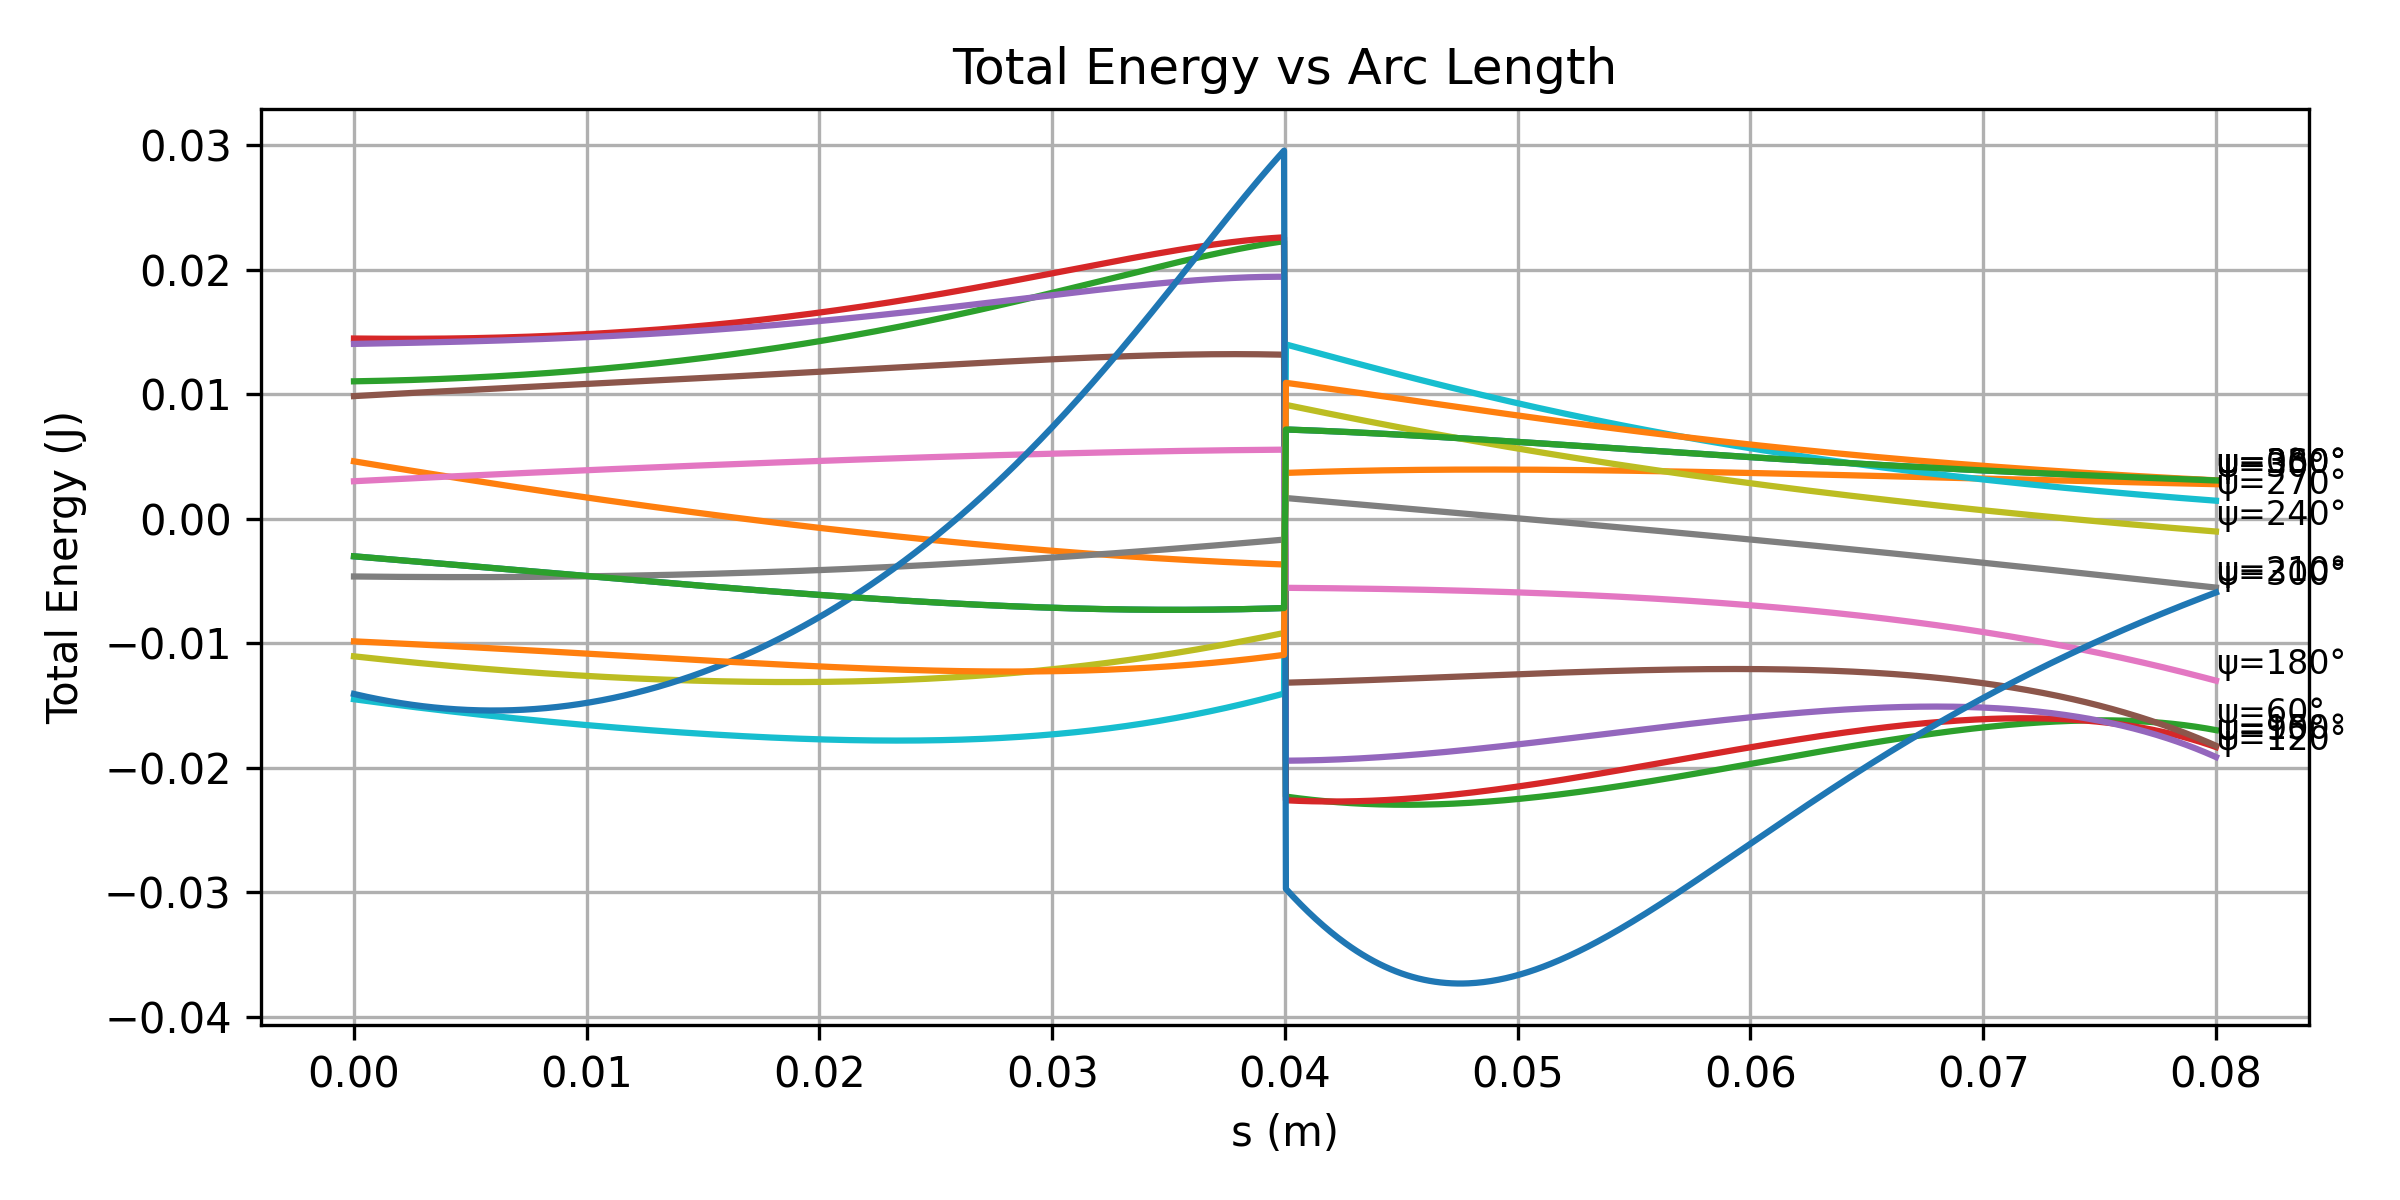 Total Energy vs Arc Length
Total Energy (J)
0.03
0.02
0.01
0.00
−0.01
−0.02
−0.03
−0.04
0.00
0.01
0.02
0.03
0.04
0.05
0.06
0.07
0.08
s (m)
ψ=270°
ψ=240°
ψ=210°
ψ=180°
ψ=60°
ψ=120°